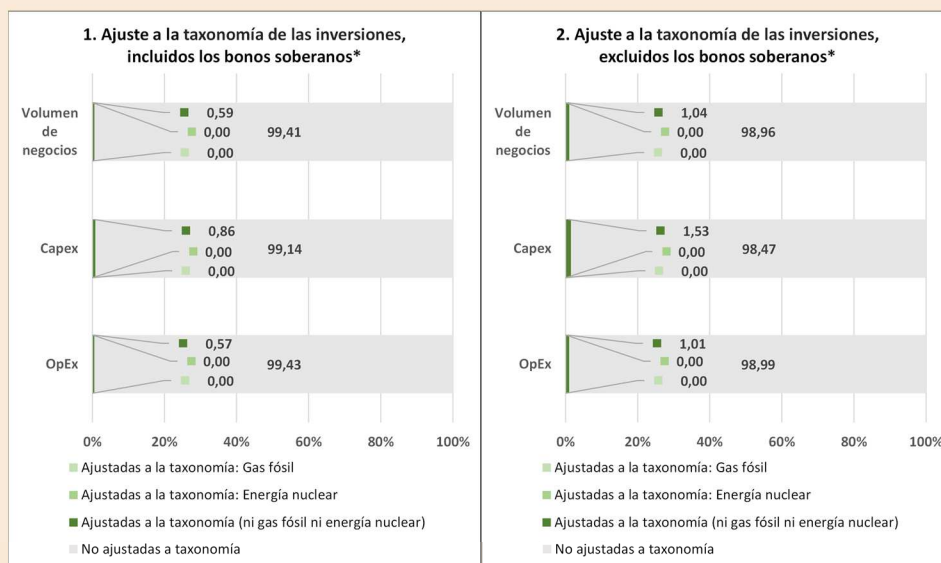 1. Ajuste a la taxonomía de las inversiones,
incluidos los bonos soberanos*
Volumen
de
negocios
0,59
0,00
0,00
99,41
Capex
0,86
0,00
0,00
99,14
OpEx
0,57
0,00
0,00
99,43
0% 20% 40% 60% 80% 100%
Ajustadas a la taxonomía: Gas fósil
Ajustadas a la taxonomía: Energía nuclear
Ajustadas a la taxonomía (ni gas fósil ni energía nuclear)
No ajustadas a taxonomía
2. Ajuste a la taxonomía de las inversiones,
excluidos los bonos soberanos*
Volumen
de
negocios
1,04
0,00
0,00
98,96
Capex
1,53
0,00
0,00
98,47
OpEx
1,01
0,00
0,00
98,99
0% 20% 40% 60% 80% 100%
Ajustadas a la taxonomía: Gas fósil
Ajustadas a la taxonomía: Energía nuclear
Ajustadas a la taxonomía (ni gas fósil ni energía nuclear)
No ajustadas a taxonomía